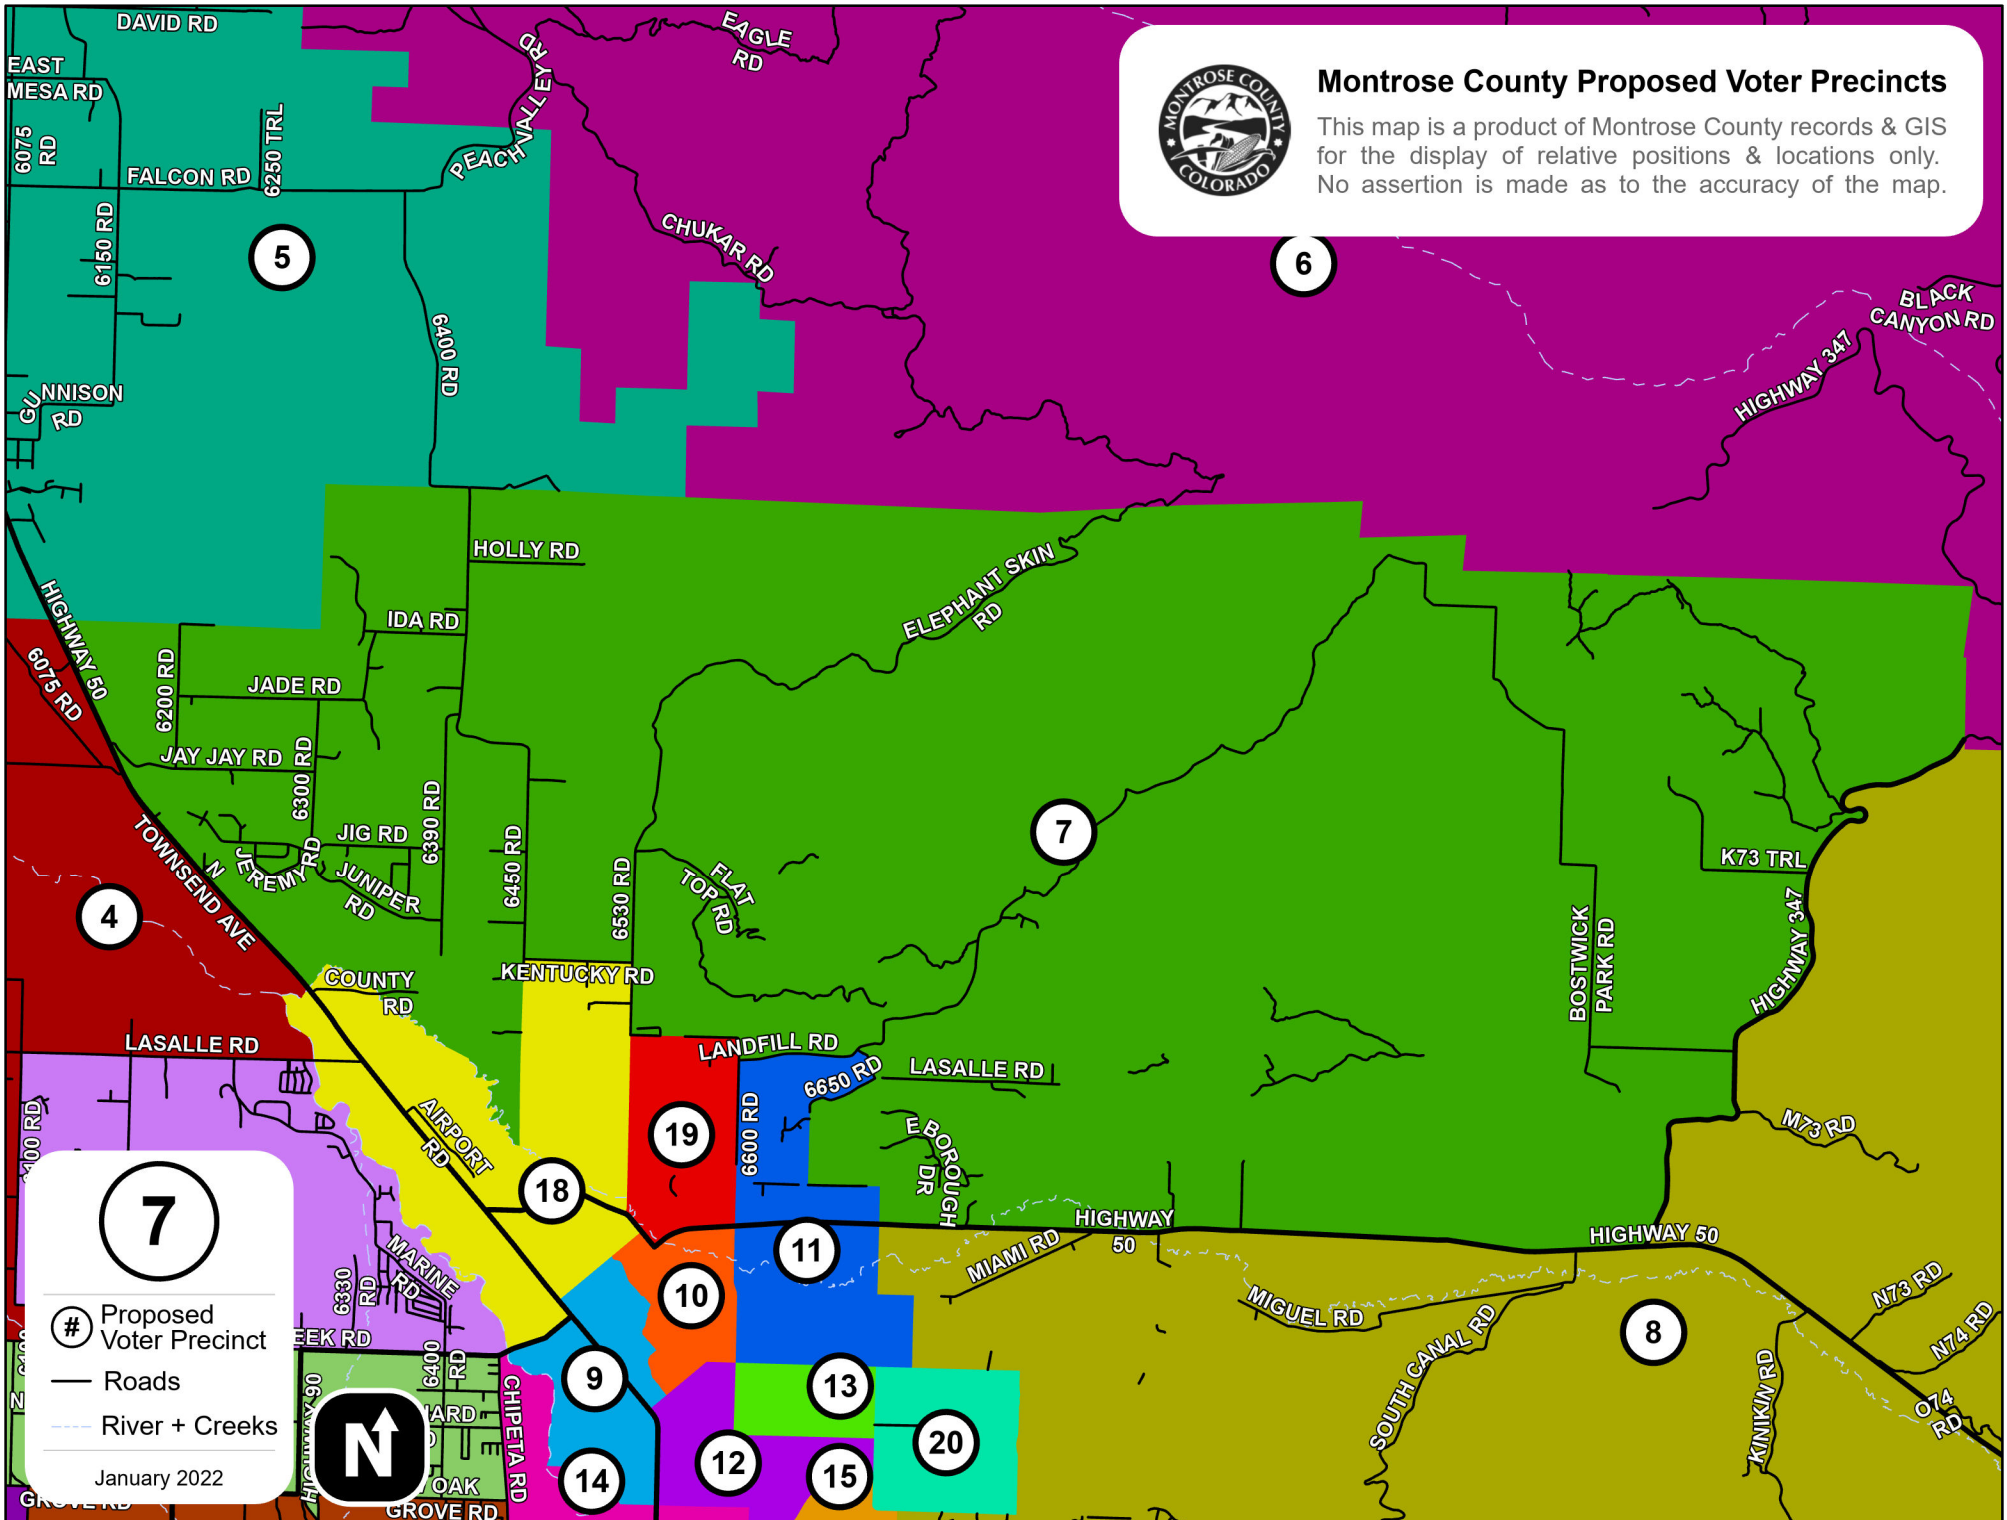 DAVID RD
EAGLE
RD
EAST
MESA RD
6075
RD
6250 TRL
PEACH VALLEY RD
FALCON RD
6150 RD
Montrose County Proposed Voter Precincts
This map is a product of Montrose County records & GIS
for the display of relative positions & locations only.
No assertion is made as to the accuracy of the map.
MONTROSE COUNTY
COLORADO
CHUKAR RD
5
6
BLACK
CANYON RD
HIGHWAY 347
6400 RD
GUNNISON
RD
HOLLY RD
ELEPHANT SKIN
RD
IDA RD
HIGHWAY 50
6075 RD
6200 RD
JADE RD
JAY JAY RD
6300 RD
6390 RD
JIG RD
JEREMY RD
JUNIPER
RD
N
TOWNSEND AVE
6450 RD
6530 RD
FLAT
TOP RD
7
K73 TRL
BOSTWICK
PARK RD
HIGHWAY 347
4
COUNTY
RD
KENTUCKY RD
LASALLE RD
LANDFILL RD
6650 RD
LASALLE RD
6600 RD
19
AIRPORT
RD
E BOROUGH
DR
M73 RD
18
HIGHWAY
50
HIGHWAY 50
MIAMI RD
11
10
MIGUEL RD
SOUTH CANAL RD
8
N73 RD
N74 RD
O74
RD
KINIKIN RD
MARINE
RD
6330
RD
EEK RD
6400
RD
CHIPETA RD
9
13
20
12
15
14
OAK
GROVE RD
GROVE RD
7
# Proposed
Voter Precinct
Roads
River + Creeks
January 2022
N